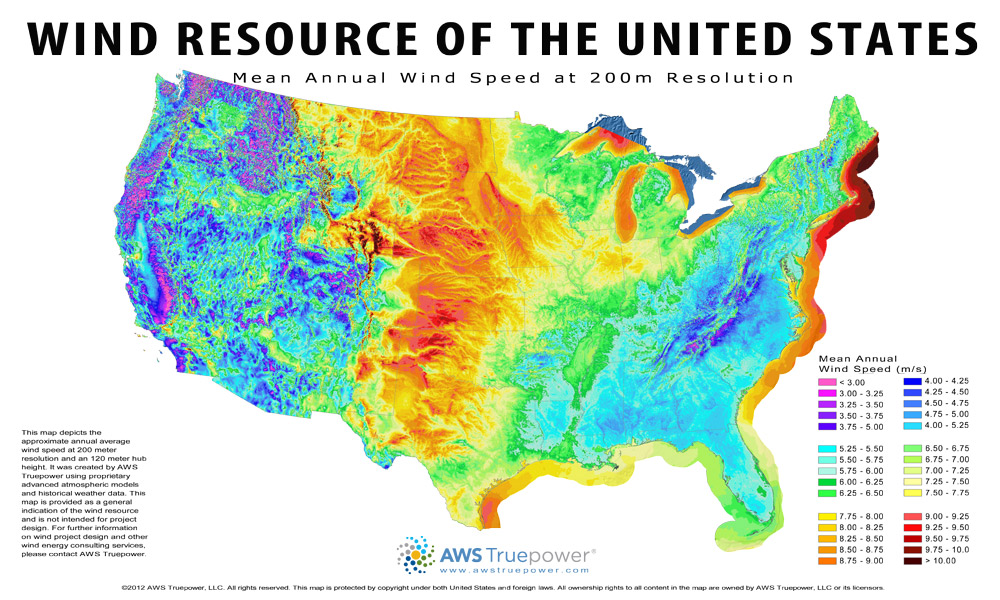 WIND RESOURCE OF THE UNITED STATES
Mean Annual Wind Speed at 200m Resolution
Mean Annual
Wind Speed (m/s)
< 3.00
3.00 - 3.25
3.25 - 3.50
3.50 - 3.75
3.75 - 5.00
4.00 - 4.25
4.25 - 4.50
4.50 - 4.75
4.75 - 5.00
4.00 - 5.25
5.25 - 5.50
5.50 - 5.75
5.75 - 6.00
6.00 - 6.25
6.25 - 6.50
6.50 - 6.75
6.75 - 7.00
7.00 - 7.25
7.25 - 7.50
7.50 - 7.75
7.75 - 8.00
8.00 - 8.25
8.25 - 8.50
8.50 - 8.75
8.75 - 9.00
9.00 - 9.25
9.25 - 9.50
9.50 - 9.75
9.75 - 10.0
> 10.00
This map depicts the
approximate annual average
wind speed at 200 meter
resolution and an 120 meter hub
height. It was created by AWS
Truepower using proprietary
advanced atmospheric models
and historical weather data. This
map is provided as a general
indication of the wind resource
and is not intended for project
design. For further information
on wind project design and other
wind energy consulting services,
please contact AWS Truepower.
AWS Truepower®
www.awstruepower.com
©2012 AWS Truepower, LLC. All rights reserved. This map is protected by copyright under both United States and foreign laws. All ownership rights to all content in the map are owned by AWS Truepower, LLC or its licensors.